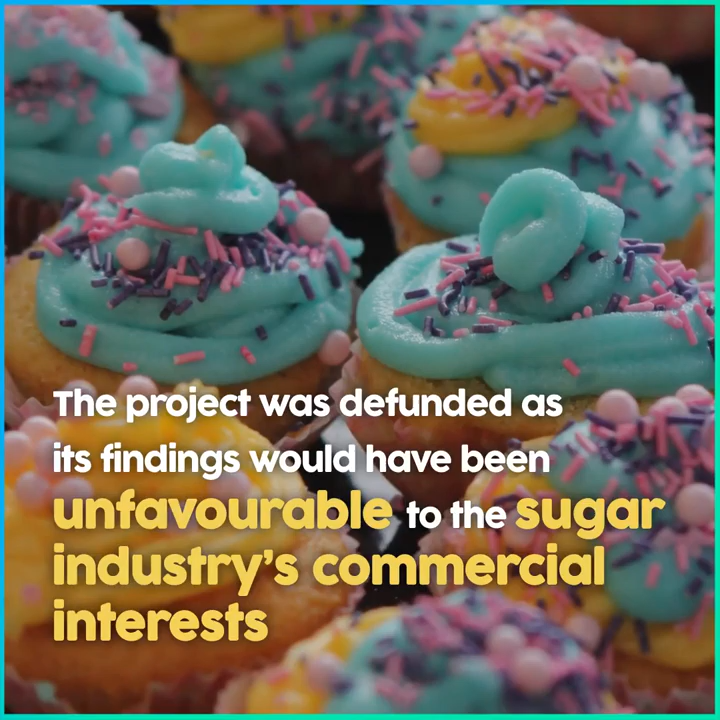 The project was defunded as
its findings would have been
unfavourable to the sugar
industry's commercial
interests